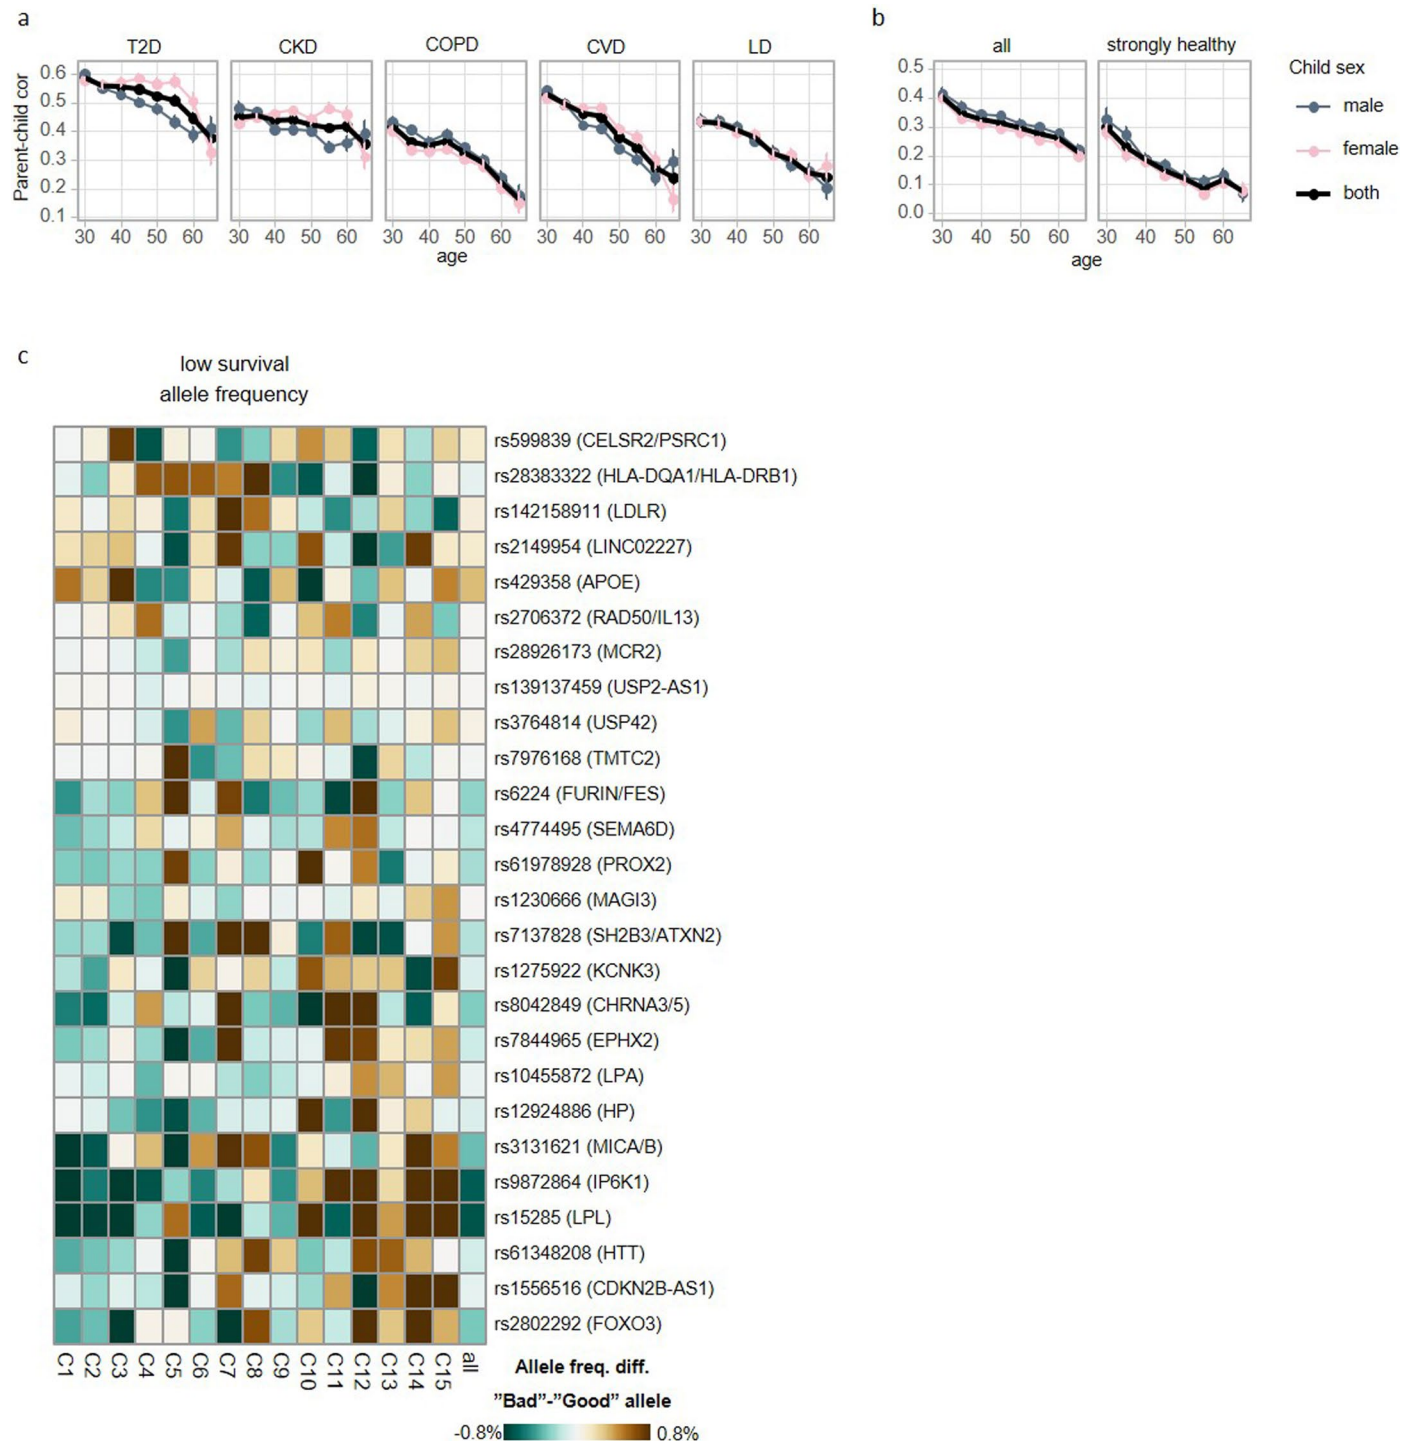 a
T2D CKD COPD CVD LD
Parent-child cor
0.6
0.5
0.4
0.3
0.2
0.1
30 40 50 60 30 40 50 60 30 40 50 60 30 40 50 60 30 40 50 60
age
b
all strongly healthy
0.5
0.4
0.3
0.2
0.1
0.0
30 40 50 60 30 40 50 60
age
Child sex
male
female
both
c
low survival
allele frequency
rs599839 (CELSR2/PSRC1)
rs28383322 (HLA-DQA1/HLA-DRB1)
rs142158911 (LDLR)
rs2149954 (LINC02227)
rs429358 (APOE)
rs2706372 (RAD50/IL13)
rs28926173 (MCR2)
rs139137459 (USP2-AS1)
rs3764814 (USP42)
rs7976168 (TMTC2)
rs6224 (FURIN/FES)
rs4774495 (SEMA6D)
rs61978928 (PROX2)
rs1230666 (MAGI3)
rs7137828 (SH2B3/ATXN2)
rs1275922 (KCNK3)
rs8042849 (CHRNA3/5)
rs7844965 (EPHX2)
rs10455872 (LPA)
rs12924886 (HP)
rs3131621 (MICA/B)
rs9872864 (IP6K1)
rs15285 (LPL)
rs61348208 (HTT)
rs1556516 (CDKN2B-AS1)
rs2802292 (FOXO3)
C1 C2 C3 C4 C5 C6 C7 C8 C9 C10 C11 C12 C13 C14 C15 all
Allele freq. diff.
”Bad”-”Good” allele
-0.8% 0.8%